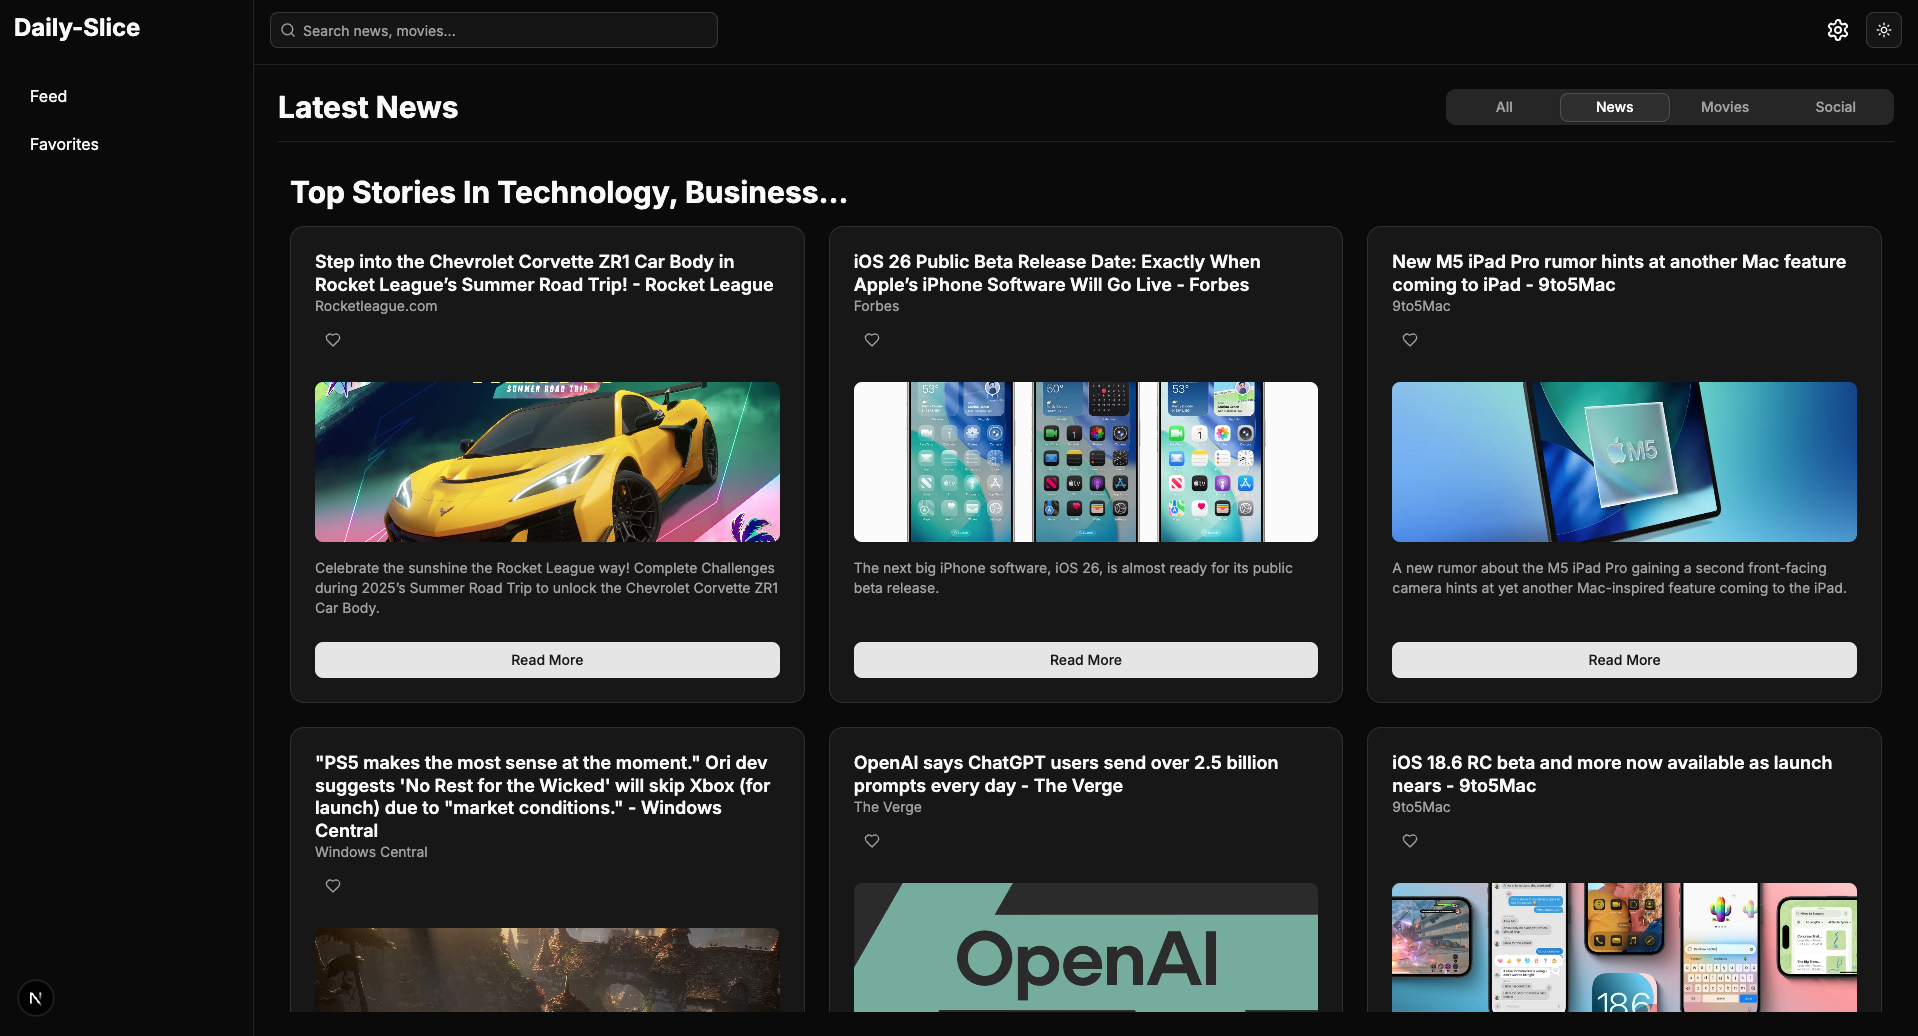 Daily-Slice
Search news, movies...
Feed
Favorites
Latest News
All
News
Movies
Social
Top Stories In Technology, Business...
Step into the Chevrolet Corvette ZR1 Car Body in
Rocket League’s Summer Road Trip! - Rocket League
Rocketleague.com
SUMMER ROAD TRIP
Celebrate the sunshine the Rocket League way! Complete Challenges
during 2025’s Summer Road Trip to unlock the Chevrolet Corvette ZR1
Car Body.
Read More
iOS 26 Public Beta Release Date: Exactly When
Apple’s iPhone Software Will Go Live - Forbes
Forbes
53°
50°
53°
The next big iPhone software, iOS 26, is almost ready for its public
beta release.
Read More
New M5 iPad Pro rumor hints at another Mac feature
coming to iPad - 9to5Mac
9to5Mac
M5
A new rumor about the M5 iPad Pro gaining a second front-facing
camera hints at yet another Mac-inspired feature coming to the iPad.
Read More
"PS5 makes the most sense at the moment." Ori dev
suggests 'No Rest for the Wicked' will skip Xbox (for
launch) due to "market conditions." - Windows
Central
Windows Central
OpenAI says ChatGPT users send over 2.5 billion
prompts every day - The Verge
The Verge
OpenAI
iOS 18.6 RC beta and more now available as launch
nears - 9to5Mac
9to5Mac
18.6
N